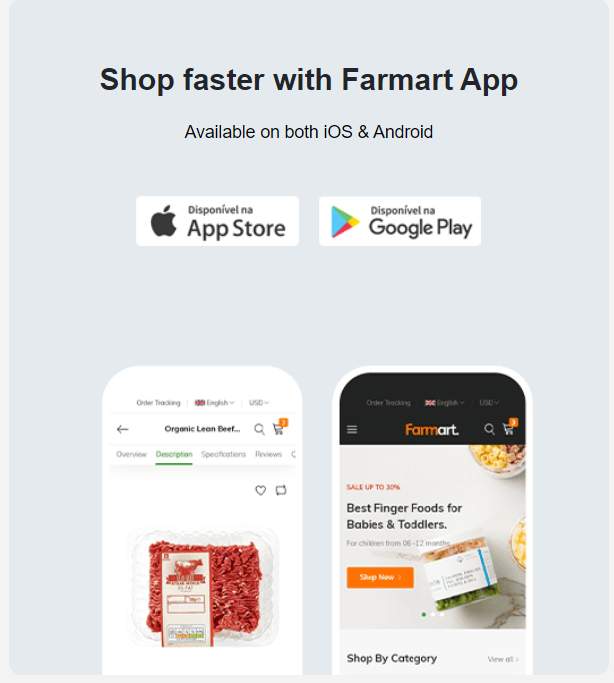 Shop faster with Farmart App
Available on both iOS & Android
Disponível na
App Store
Disponível na
Google Play
Order Tracking
English
USD
Organic Lean Beef...
3
Overview
Description
Specifications
Reviews
Order Tracking
English
USD
Farmart.
3
SALE UP TO 30%
Best Finger Foods for
Babies & Toddlers.
For children from 06 -12 months
Shop Now
Shop By Category
View all